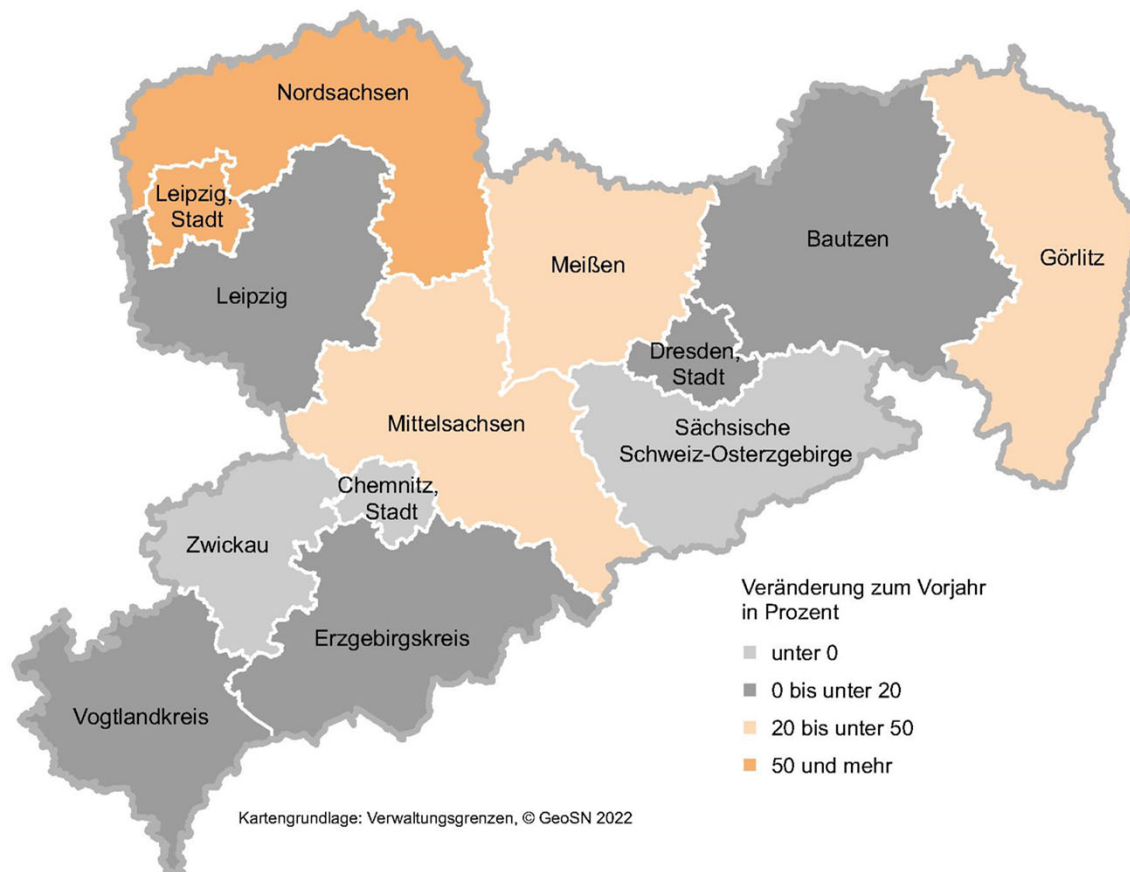 Nordsachsen
Leipzig,
Stadt
Leipzig
Meißen
Bautzen
Görlitz
Dresden,
Stadt
Mittelsachsen
Sächsische
Schweiz-Osterzgebirge
Chemnitz,
Stadt
Zwickau
Erzgebirgskreis
Vogtlandkreis
Veränderung zum Vorjahr
in Prozent
unter 0
0 bis unter 20
20 bis unter 50
50 und mehr
Kartengrundlage: Verwaltungsgrenzen, © GeoSN 2022